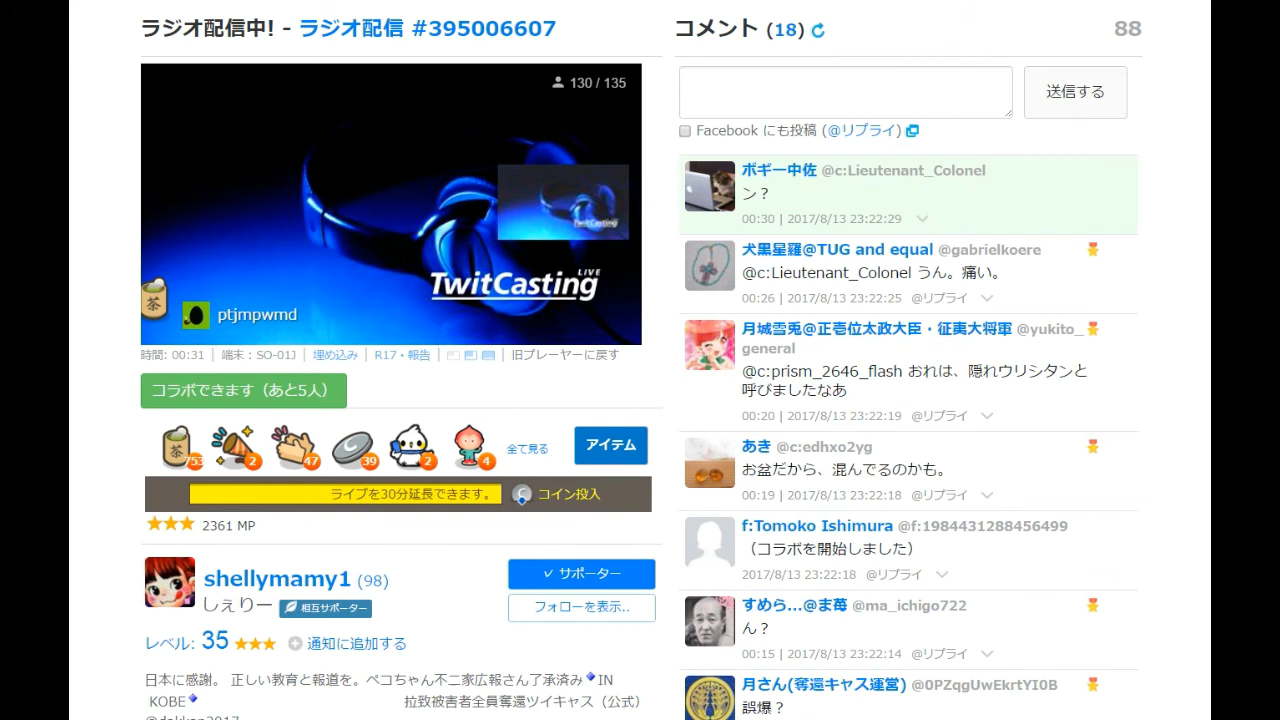 ラジオ配信中! - ラジオ配信 #395006607
130 / 135
TwitCasting
TwitCasting
LIVE
茶
ptjmpwmd
時間: 00:31 | 端末 : SO-01J | 埋め込み | R17・報告 | 旧プレーヤーに戻す
コラボできます（あと5人）
茶
753
2
47
39
2
4
全て見る
アイテム
ライブを30分延長できます。
C コイン投入
2361 MP
shellymamy1 (98)
しぇりー 相互サポーター
✓ サポーター
フォローを表示..
レベル: 35
通知に追加する
日本に感謝。 正しい教育と報道を。ペコちゃん不二家広報さん了承済み IN
KOBE 拉致被害者全員奪還ツイキャス（公式）
コメント (18)
88
送信する
Facebook にも投稿 (@リプライ)
ボギー中佐 @c:Lieutenant_Colonel
ン？
00:30 | 2017/8/13 23:22:29
犬黒星羅@TUG and equal @gabrielkoere
@c:Lieutenant_Colonel うん。痛い。
00:26 | 2017/8/13 23:22:25 @リプライ
月城雪兎@正壱位太政大臣・征夷大将軍 @yukito_
general
@c:prism_2646_flash おれは、隠れウリシタンと
呼びましたなあ
00:20 | 2017/8/13 23:22:19 @リプライ
あき @c:edhxo2yg
お盆だから、混んでるのかも。
00:19 | 2017/8/13 23:22:18 @リプライ
f:Tomoko Ishimura @f:1984431288456499
（コラボを開始しました）
2017/8/13 23:22:18 @リプライ
すめら...@ま苺 @ma_ichigo722
ん？
00:15 | 2017/8/13 23:22:14 @リプライ
月さん(奪還キャス運営) @0PZqgUwEkrtYI0B
誤爆？